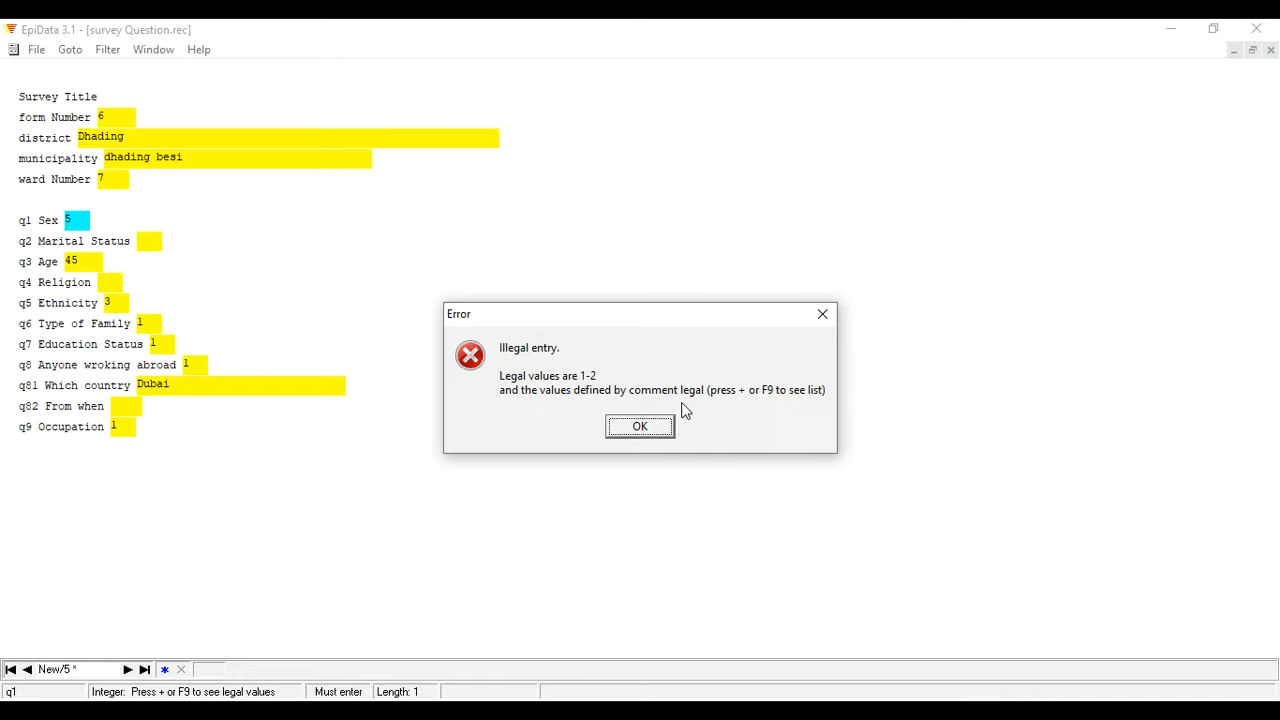 EpiData 3.1 - [survey Question.rec]
File Goto Filter Window Help
Survey Title
form Number 6
district Dhading
municipality dhading besi
ward Number 7
q1 Sex 5
q2 Marital Status
q3 Age 45
q4 Religion
q5 Ethnicity 3
q6 Type of Family 1
q7 Education Status 1
q8 Anyone wroking abroad 1
q81 Which country Dubai
q82 From when
q9 Occupation 1
Error
Illegal entry.
Legal values are 1-2
and the values defined by comment legal (press + or F9 to see list)
OK
New/5 *
q1 Integer: Press + or F9 to see legal values Must enter Length: 1